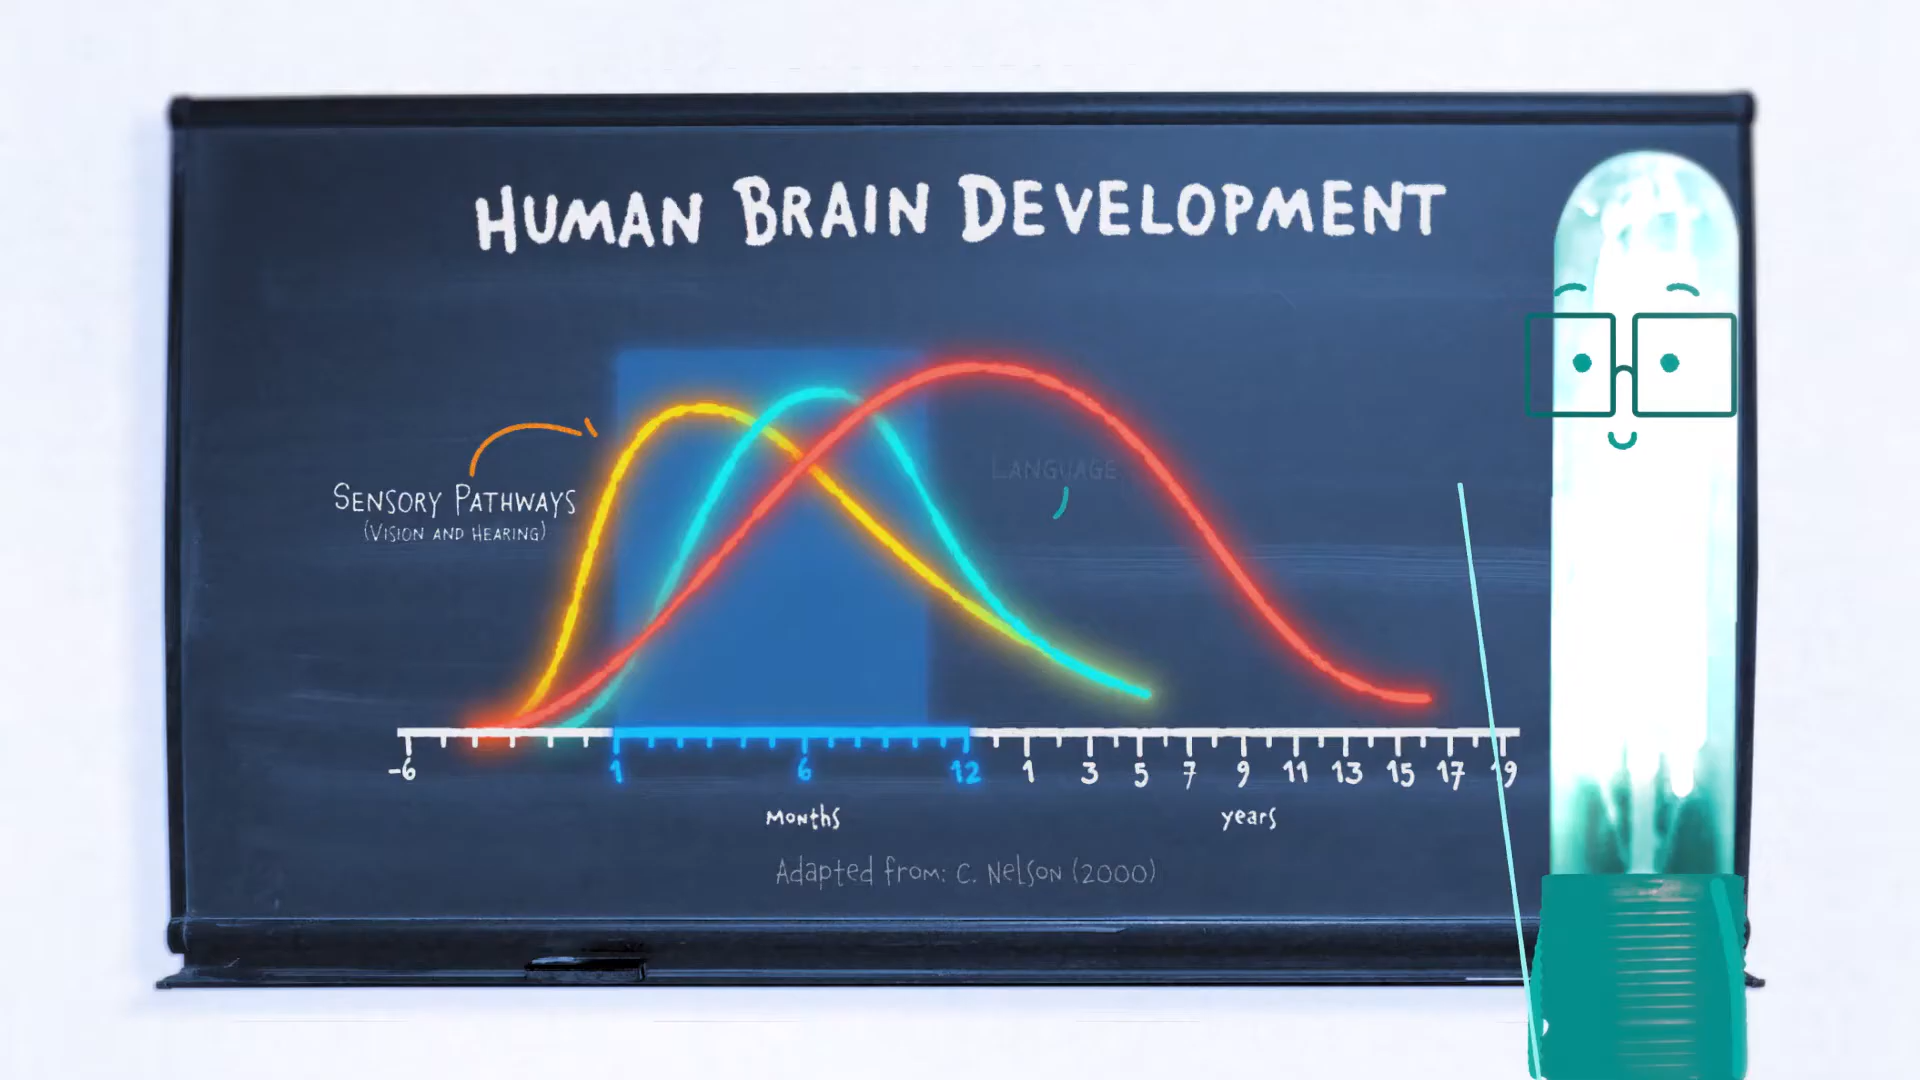 HUMAN BRAIN DEVELOPMENT
LANGUAGE
SENSORY PATHWAYS
(VISION AND HEARING)
-6 1 6 12 1 3 5 7 9 11 13 15 17 19
Months years
Adapted from: C. Nelson (2000)